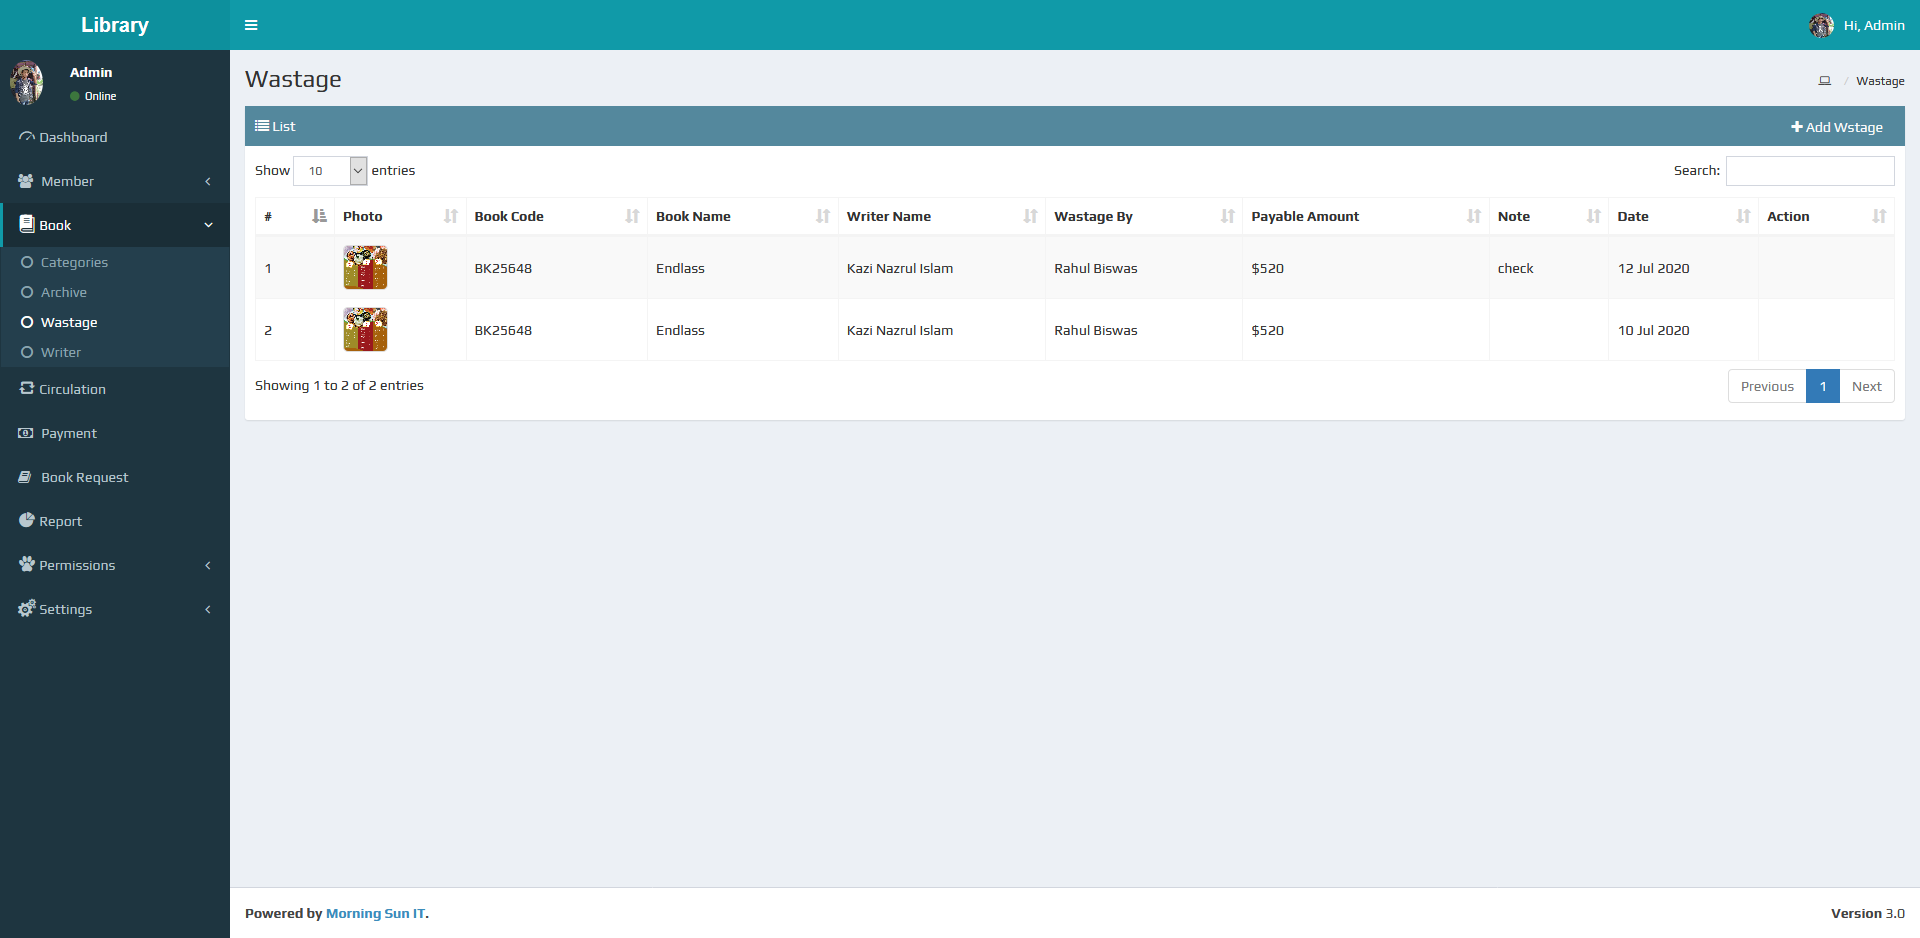 Library
Hi, Admin
Admin
Online
Dashboard
Member
Book
Categories
Archive
Wastage
Writer
Circulation
Payment
Book Request
Report
Permissions
Settings
Wastage
/ Wastage
List
Add Wstage
Show 10 entries
Search:
# Photo Book Code Book Name Writer Name Wastage By Payable Amount Note Date Action
1 BK25648 Endlass Kazi Nazrul Islam Rahul Biswas $520 check 12 Jul 2020
2 BK25648 Endlass Kazi Nazrul Islam Rahul Biswas $520 10 Jul 2020
Showing 1 to 2 of 2 entries
Previous 1 Next
Powered by Morning Sun IT.
Version 3.0